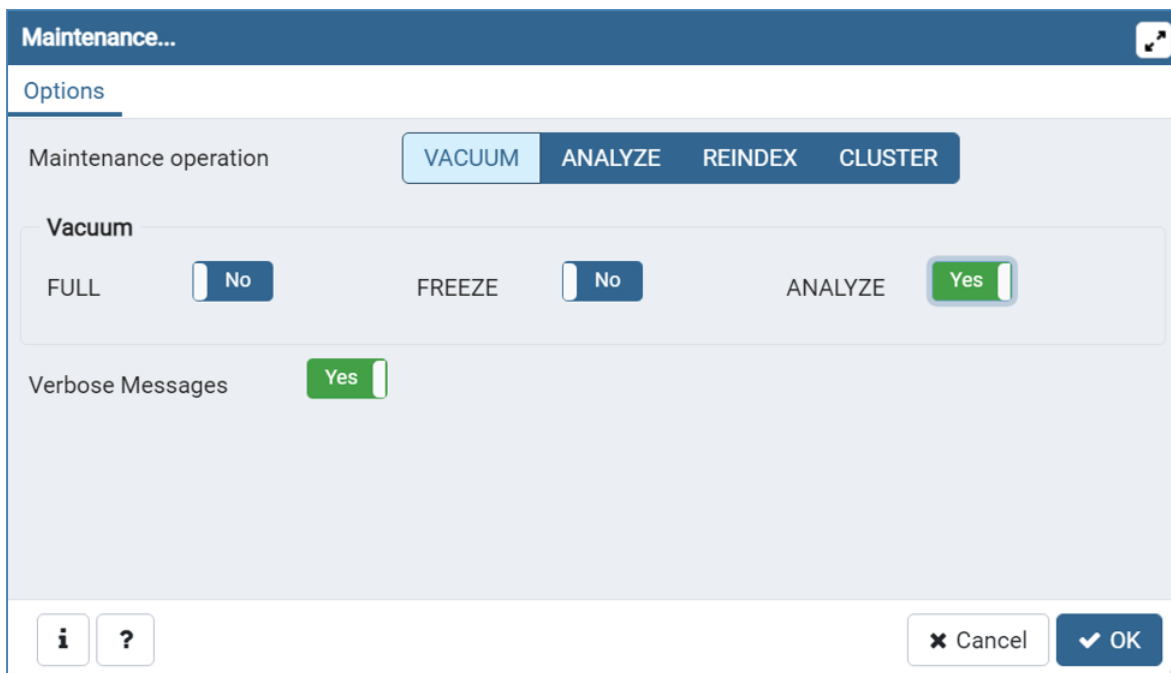 Maintenance...
Options
Maintenance operation VACUUM ANALYZE REINDEX CLUSTER
Vacuum
FULL No FREEZE No ANALYZE Yes
Verbose Messages Yes
i ? Cancel OK